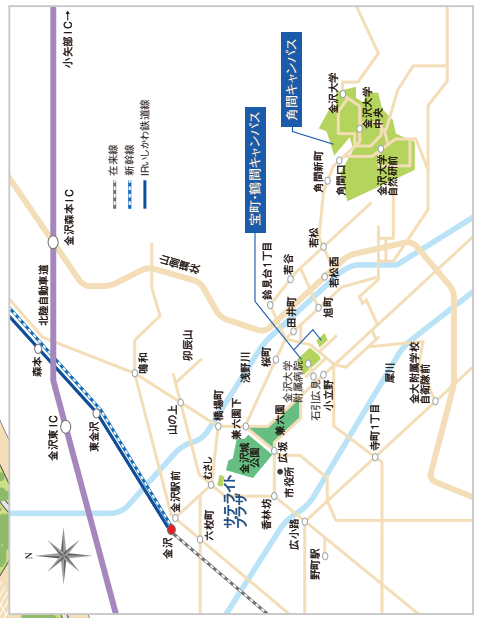 小矢部IC→
在来線
新幹線
IRいしかわ鉄道線
金沢森本IC
北陸自動車道
森本
金沢東IC
東金沢
鳴和
卯辰山
山の上
山側環状
角間キャンパス
宝町・鶴間キャンパス
金沢大学
金沢大学
中央
金沢大学
自然研前
角間新町
角間口
若松
若松西
若谷
鈴見台1丁目
旭町
田井町
桜町
浅野川
橋場町
兼六園下
兼六園
金沢大学
附属病院
石引広見
小立野
金沢城
公園
広坂
市役所
むさし
サテライト
プラザ
金沢駅前
金沢
六枚町
香林坊
広小路
野町駅
寺町1丁目
犀川
金大附属学校
自衛隊前
N